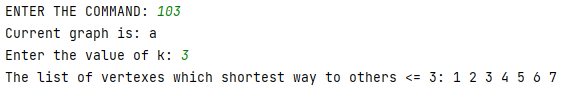 ENTER THE COMMAND: 103
Current graph is: a
Enter the value of k: 3
The list of vertexes which shortest way to others <= 3: 1 2 3 4 5 6 7